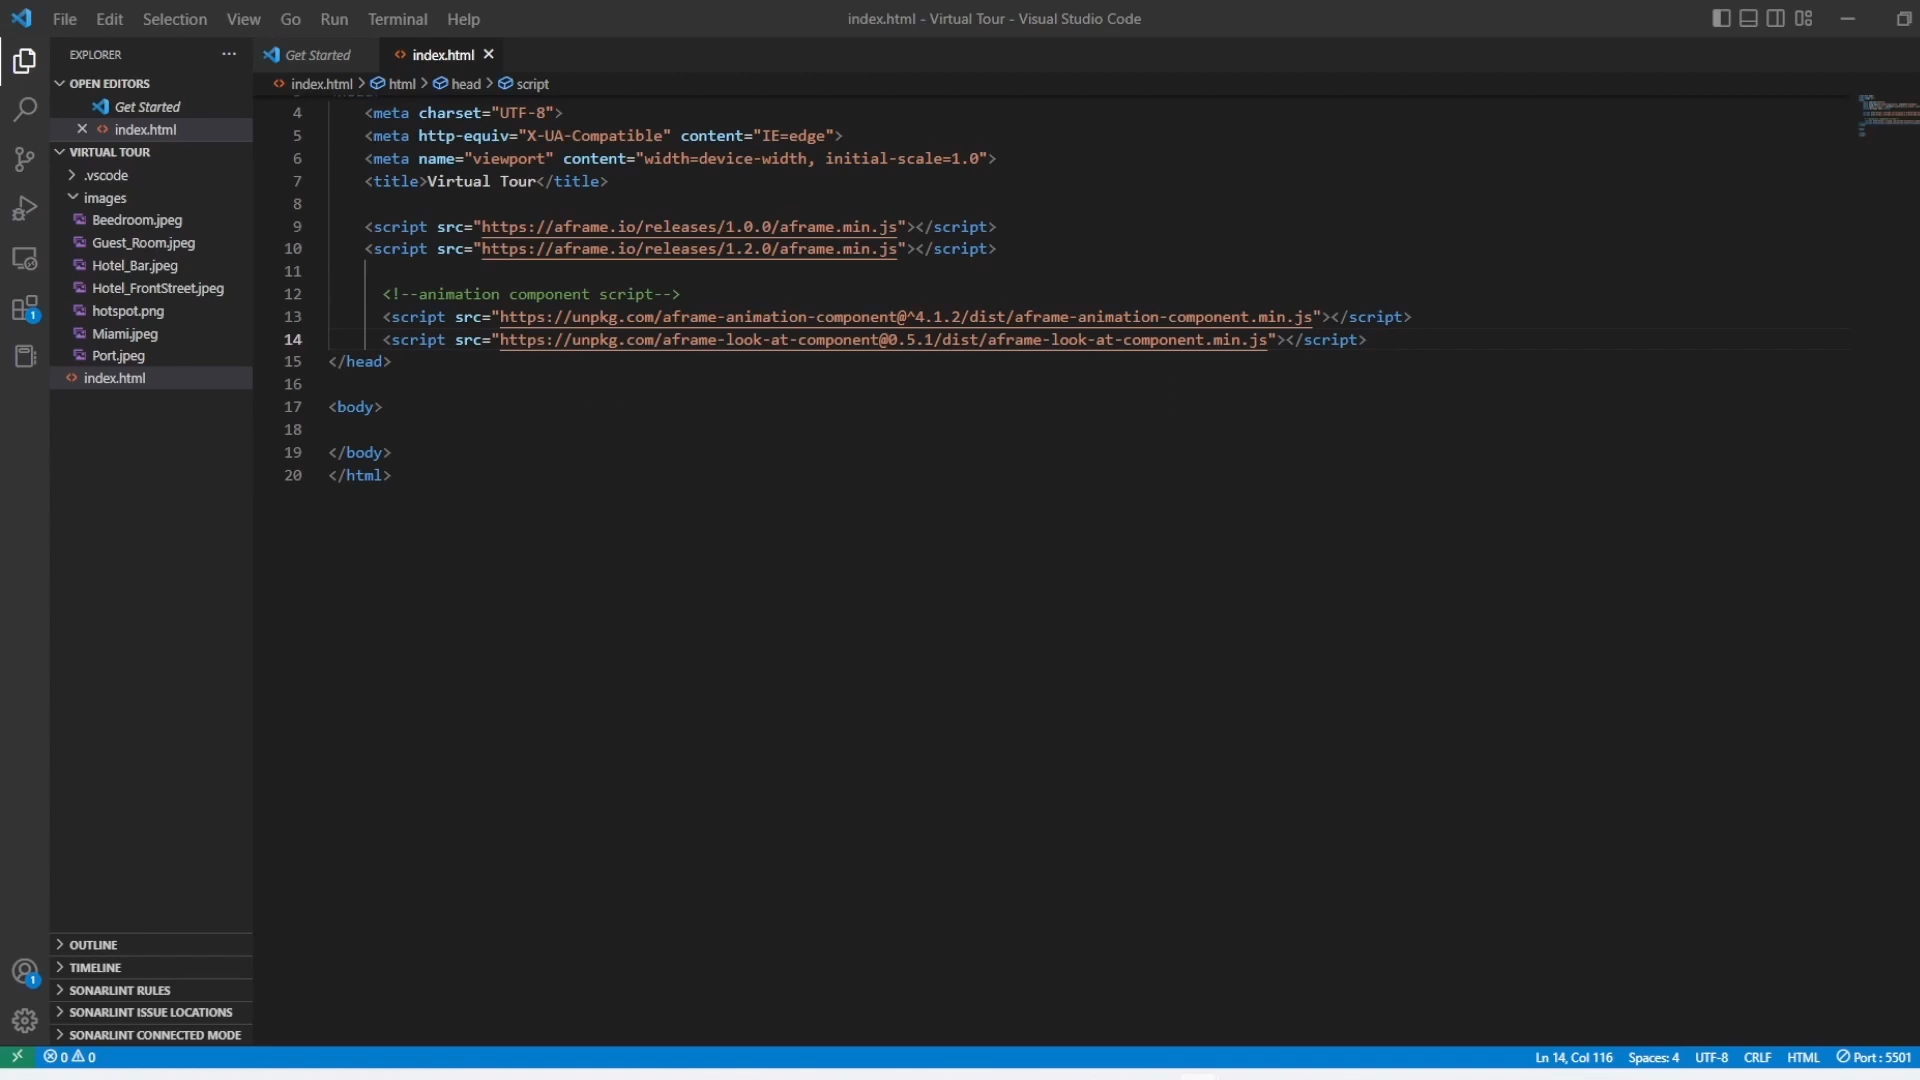 File Edit Selection View Go Run Terminal Help
index.html - Virtual Tour - Visual Studio Code
EXPLORER
OPEN EDITORS
Get Started
index.html
VIRTUAL TOUR
.vscode
images
Beedroom.jpeg
Guest_Room.jpeg
Hotel_Bar.jpeg
Hotel_FrontStreet.jpeg
hotspot.png
Miami.jpeg
Port.jpeg
index.html
OUTLINE
TIMELINE
SONARLINT RULES
SONARLINT ISSUE LOCATIONS
SONARLINT CONNECTED MODE
1
1
Get Started index.html
index.html > html > head > script
4 <meta charset="UTF-8">
5 <meta http-equiv="X-UA-Compatible" content="IE=edge">
6 <meta name="viewport" content="width=device-width, initial-scale=1.0">
7 <title>Virtual Tour</title>
8
9 <script src="https://aframe.io/releases/1.0.0/aframe.min.js"></script>
10 <script src="https://aframe.io/releases/1.2.0/aframe.min.js"></script>
11
12 <!--animation component script-->
13 <script src="https://unpkg.com/aframe-animation-component@^4.1.2/dist/aframe-animation-component.min.js"></script>
14 <script src="https://unpkg.com/aframe-look-at-component@0.5.1/dist/aframe-look-at-component.min.js"></script>
15 </head>
16
17 <body>
18
19 </body>
20 </html>
0 0
Ln 14, Col 116 Spaces: 4 UTF-8 CRLF HTML Port : 5501